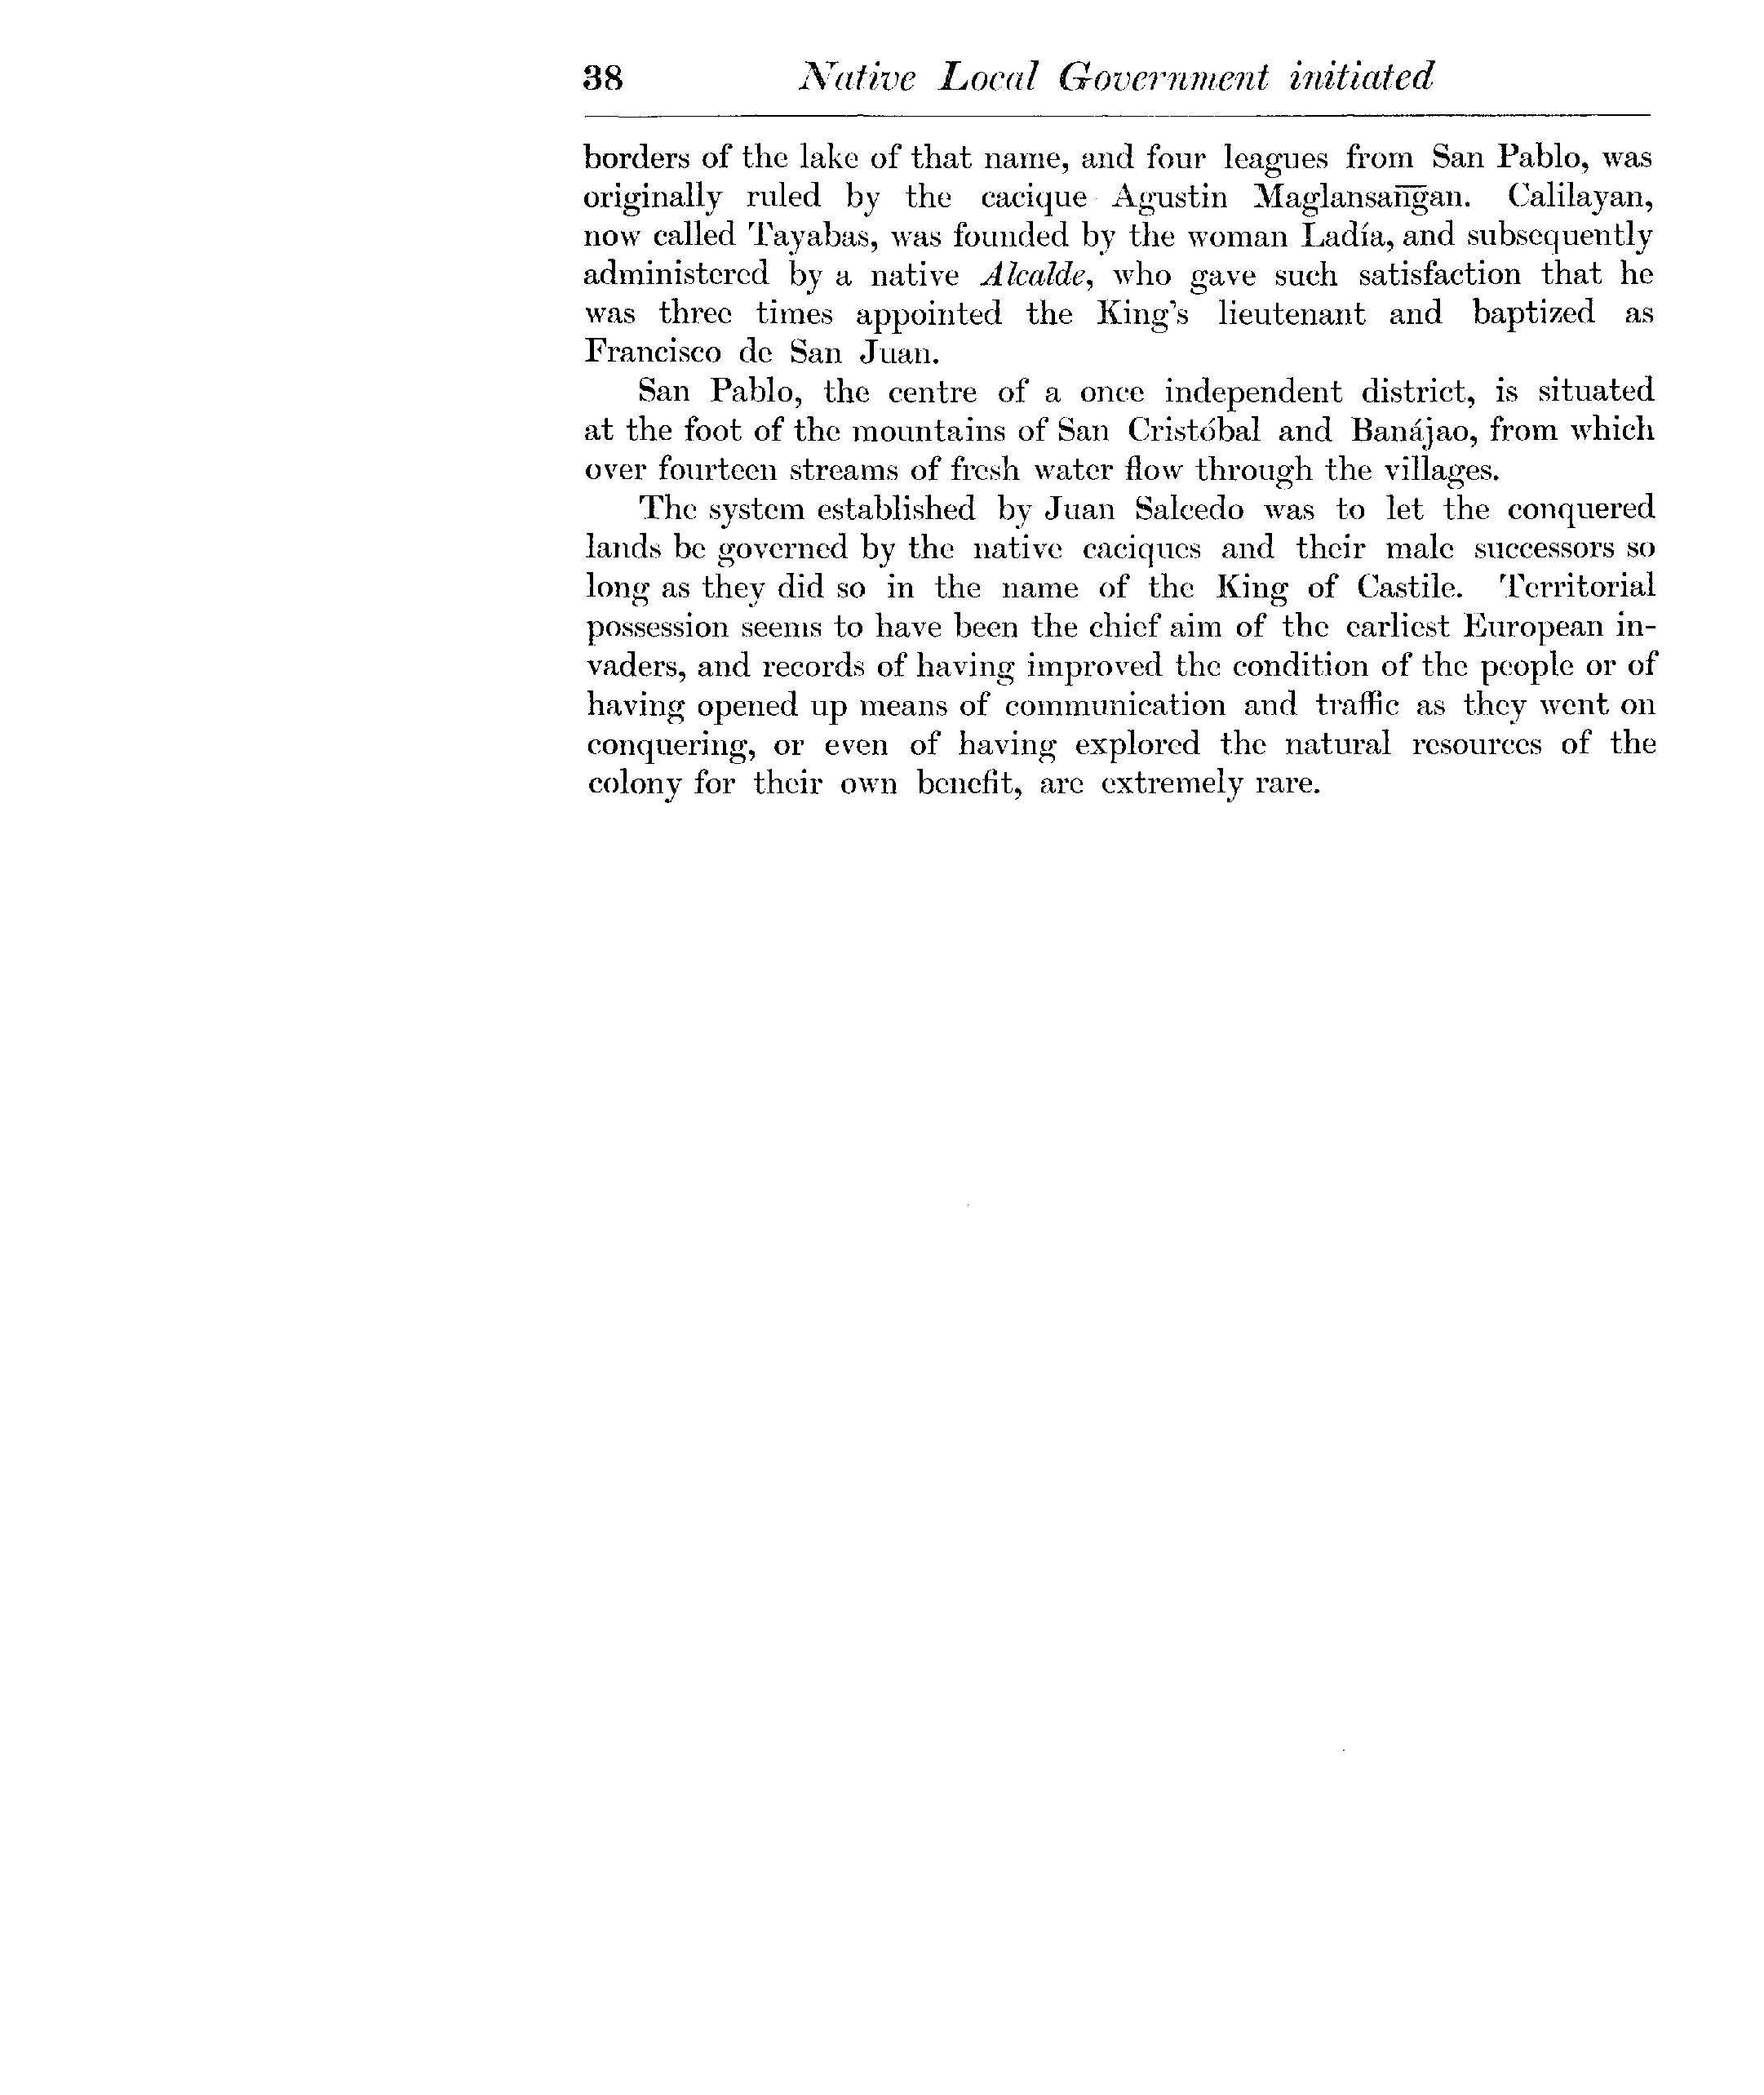 38 Native Local Government initiated
borders of the lake of that name, and four leagues from San Pablo, was
originally ruled by the cacique Agustin Maglansañgan. Calilayan,
now called Tayabas, was founded by the woman Ladía, and subsequently
administered by a native Alcalde, who gave such satisfaction that he
was three times appointed the King's lieutenant and baptized as
Francisco de San Juan.
San Pablo, the centre of a once independent district, is situated
at the foot of the mountains of San Cristóbal and Banájao, from which
over fourteen streams of fresh water flow through the villages.
The system established by Juan Salcedo was to let the conquered
lands be governed by the native caciques and their male successors so
long as they did so in the name of the King of Castile. Territorial
possession seems to have been the chief aim of the earliest European in-
vaders, and records of having improved the condition of the people or of
having opened up means of communication and traffic as they went on
conquering, or even of having explored the natural resources of the
colony for their own benefit, are extremely rare.